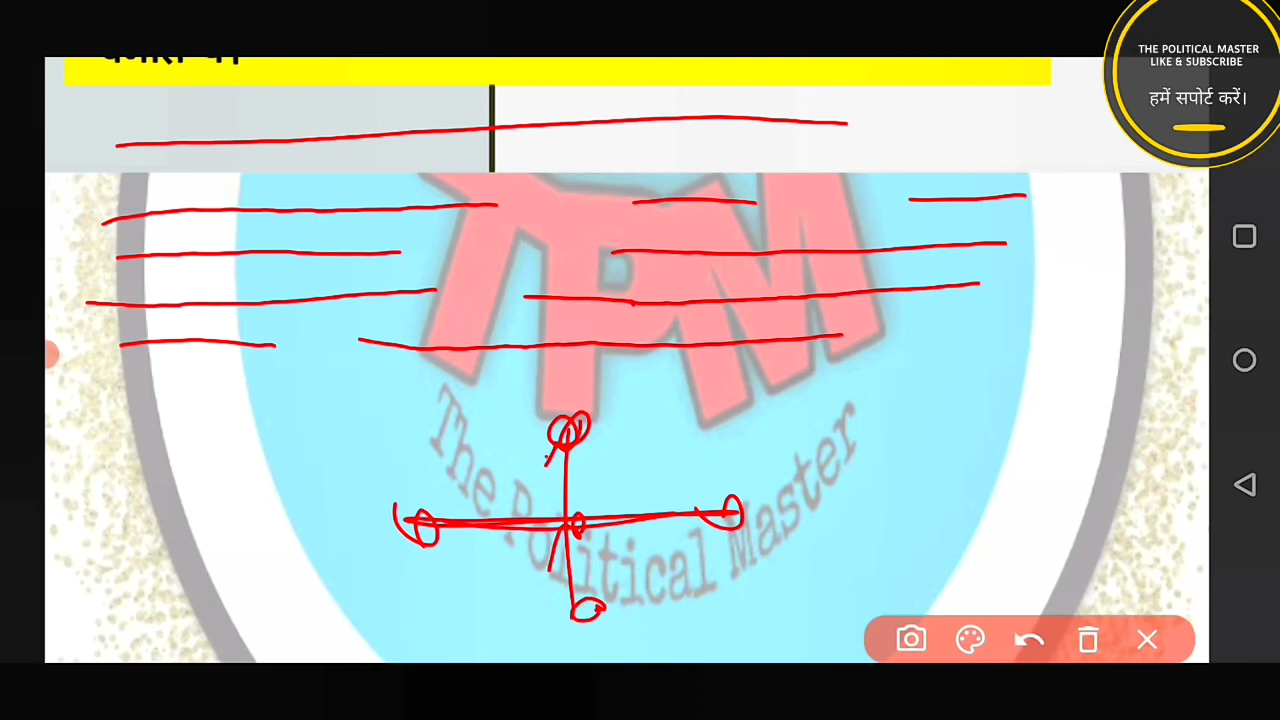 THE POLITICAL MASTER
LIKE & SUBSCRIBE
हमें सपोर्ट करें।
TPM
The Political Master